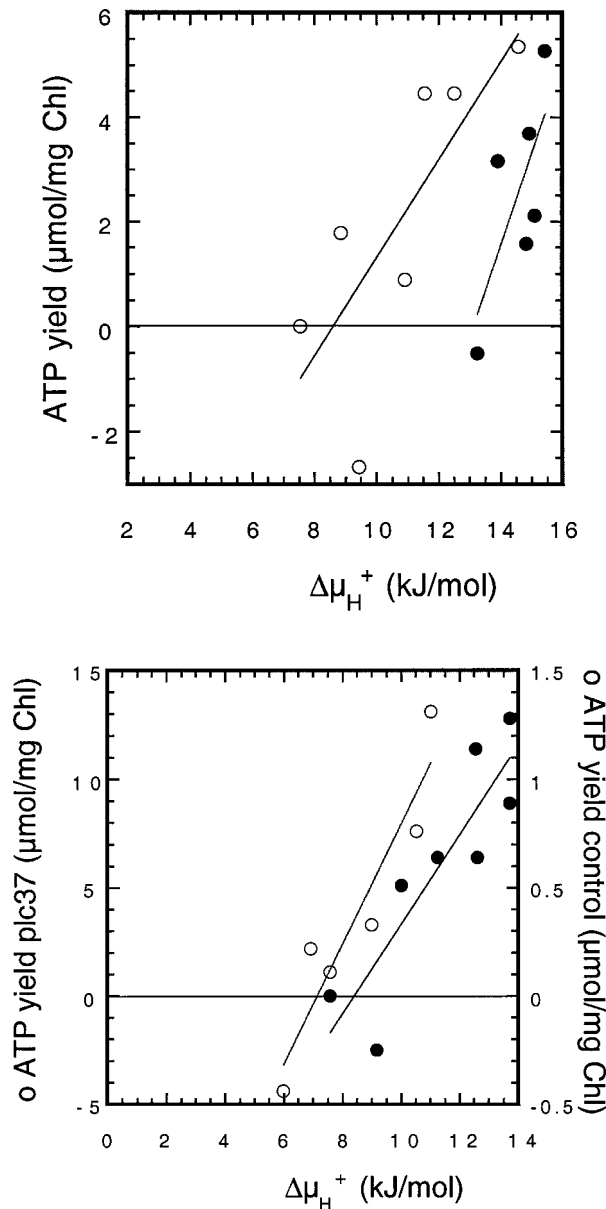 ATP yield (µmol/mg Chl)
6
4
2
0
-2
2 4 6 8 10 12 14 16
ΔµH+ (kJ/mol)
o ATP yield plc37 (µmol/mg Chl)
15
10
5
0
-5
1.5
1
0.5
0
-0.5
o ATP yield control (µmol/mg Chl)
0 2 4 6 8 10 12 14
ΔµH+ (kJ/mol)